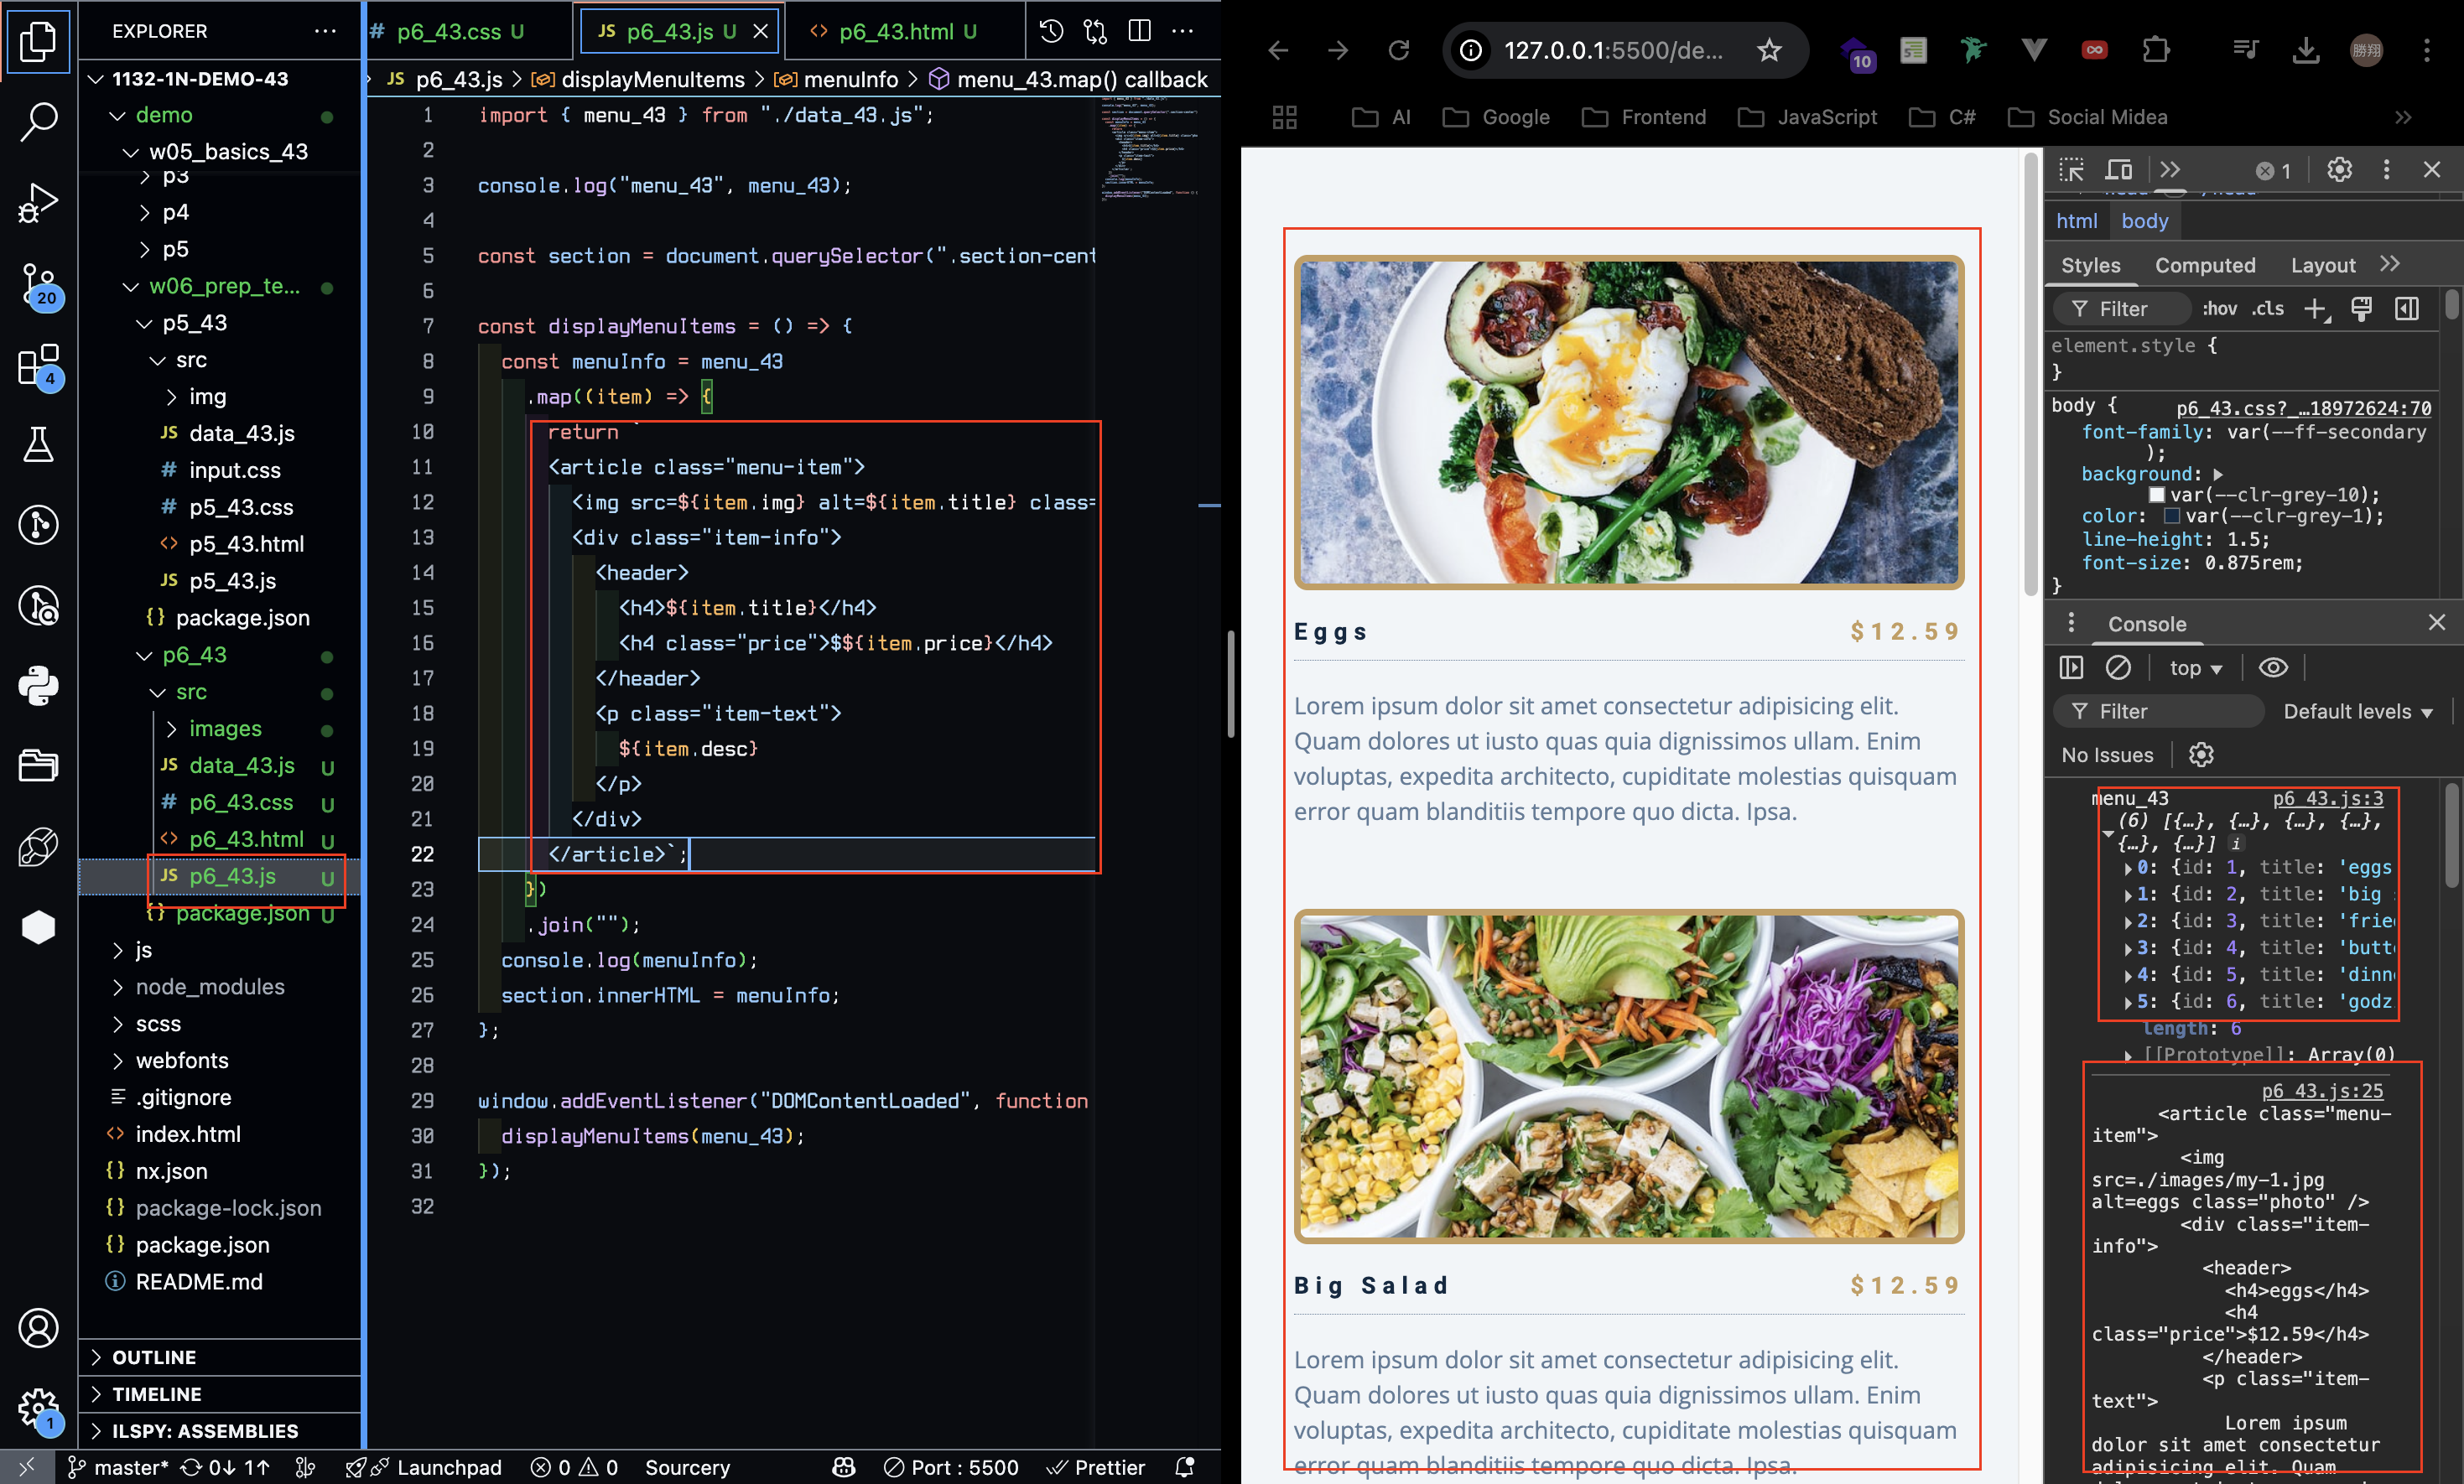 EXPLORER
1132-1N-DEMO-43
demo
w05_basics_43
p3
p4
p5
w06_prep_te...
p5_43
src
img
JS data_43.js
# input.css
# p5_43.css
<> p5_43.html
JS p5_43.js
{} package.json
p6_43
src
images
JS data_43.js U
# p6_43.css U
<> p6_43.html U
JS p6_43.js U
{} package.json U
js
node_modules
scss
webfonts
.gitignore
<> index.html
{} nx.json
{} package-lock.json
{} package.json
README.md
OUTLINE
TIMELINE
ILSPY: ASSEMBLIES
20
4
1
# p6_43.css U
JS p6_43.js U
<> p6_43.html U
JS p6_43.js > displayMenuItems > menuInfo > menu_43.map() callback
1 import { menu_43 } from "./data_43.js";
2
3 console.log("menu_43", menu_43);
4
5 const section = document.querySelector(".section-cent
6
7 const displayMenuItems = () => {
8 const menuInfo = menu_43
9 .map((item) => {
10 return `
11 <article class="menu-item">
12 <img src=${item.img} alt=${item.title} class=
13 <div class="item-info">
14 <header>
15 <h4>${item.title}</h4>
16 <h4 class="price">$${item.price}</h4>
17 </header>
18 <p class="item-text">
19 ${item.desc}
20 </p>
21 </div>
22 </article>`;
23 })
24 .join("");
25 console.log(menuInfo);
26 section.innerHTML = menuInfo;
27 };
28
29 window.addEventListener("DOMContentLoaded", function
30 displayMenuItems(menu_43);
31 });
32
master* 0↓ 1↑ Launchpad 0 0 Sourcery Port : 5500 Prettier
127.0.0.1:5500/de...
10
勝翔
AI Google Frontend JavaScript C# Social Midea
Eggs $12.59
Lorem ipsum dolor sit amet consectetur adipisicing elit.
Quam dolores ut iusto quas quia dignissimos ullam. Enim
voluptas, expedita architecto, cupiditate molestias quisquam
error quam blanditiis tempore quo dicta. Ipsa.
Big Salad $12.59
Lorem ipsum dolor sit amet consectetur adipisicing elit.
Quam dolores ut iusto quas quia dignissimos ullam. Enim
voluptas, expedita architecto, cupiditate molestias quisquam
error quam blanditiis tempore quo dicta. Ipsa.
1
html body
Styles Computed Layout
Filter :hov .cls
element.style {
}
body { p6_43.css?_…18972624:70
font-family: var(--ff-secondary
);
background:
var(--clr-grey-10);
color: var(--clr-grey-1);
line-height: 1.5;
font-size: 0.875rem;
}
Console
top
Filter Default levels
No Issues
menu_43 p6_43.js:3
(6) [{…}, {…}, {…}, {…},
{…}, {…}] i
0: {id: 1, title: 'eggs
1: {id: 2, title: 'big
2: {id: 3, title: 'frie
3: {id: 4, title: 'butt
4: {id: 5, title: 'dinn
5: {id: 6, title: 'godz
length: 6
[[Prototype]]: Array(0)
p6_43.js:25
<article class="menu-
item">
<img
src=./images/my-1.jpg
alt=eggs class="photo" />
<div class="item-
info">
<header>
<h4>eggs</h4>
<h4
class="price">$12.59</h4>
</header>
<p class="item-
text">
Lorem ipsum
dolor sit amet consectetur
adipisicing elit. Quam